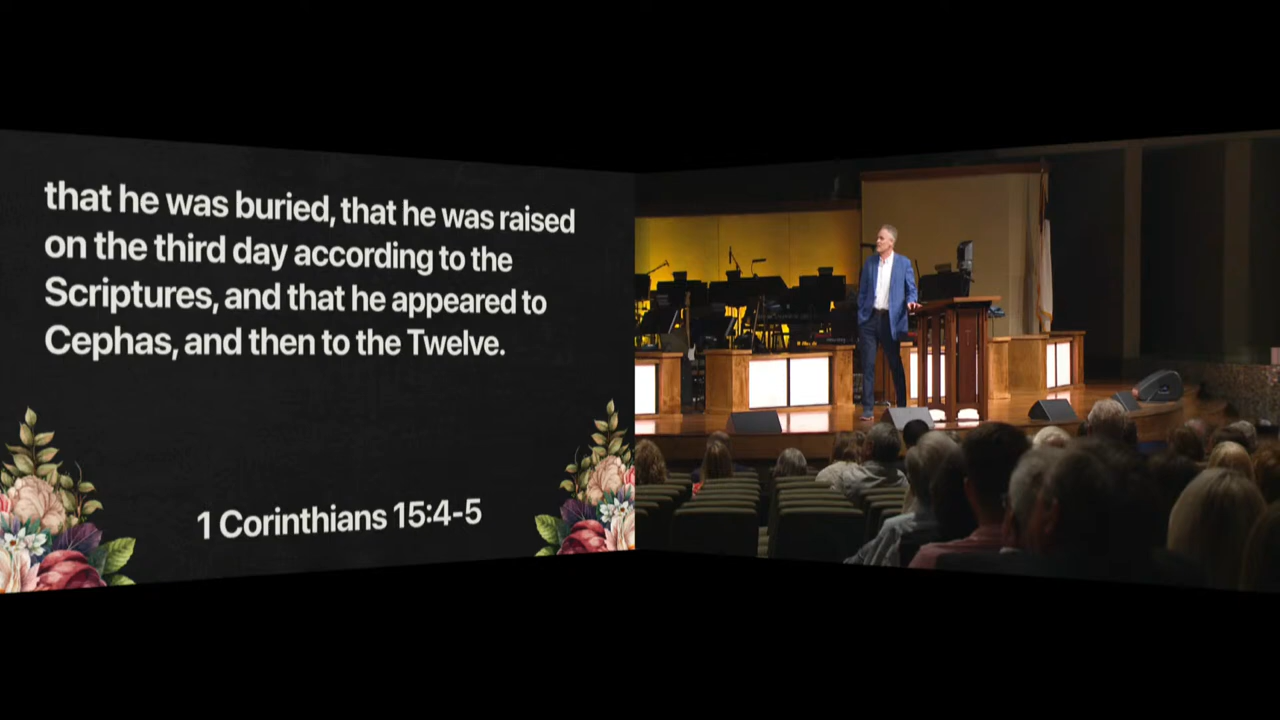 that he was buried, that he was raised
on the third day according to the
Scriptures, and that he appeared to
Cephas, and then to the Twelve.
1 Corinthians 15:4-5